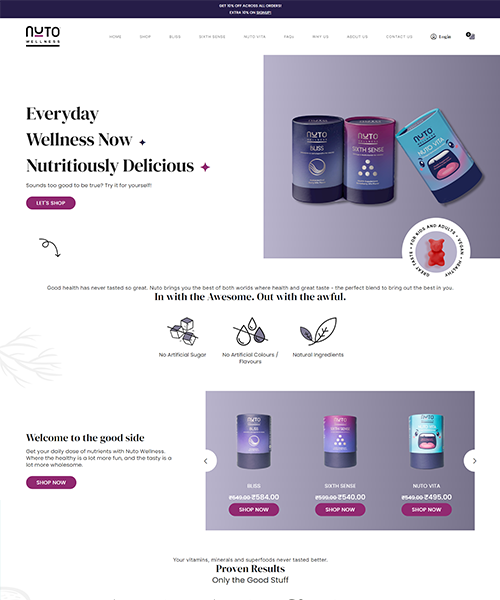 GET 10% OFF ACROSS ALL ORDERS!
EXTRA 10% ON SIGNUP!
NUTO
WELLNESS
HOME SHOP BLISS SIXTH SENSE NUTO VITA FAQs WHY US ABOUT US CONTACT US Login 0
Everyday
Wellness Now
Nutritiously Delicious
Sounds too good to be true? Try it for yourself!
LET'S SHOP
NUTO
BLISS
NUTO
SIXTH SENSE
NUTO
NUTO VITA
GREAT TASTE • FOR KIDS AND ADULTS • VEGAN • HEALTHY
Good health has never tasted so great, Nuto brings you the best of both worlds where health and great taste - the perfect blend to bring out the best in you.
In with the Awesome. Out with the awful.
No Artificial Sugar
No Artificial Colours /
Flavours
Natural Ingredients
Welcome to the good side
Get your daily dose of nutrients with Nuto Wellness.
Where the healthy is a lot more fun, and the tasty is a
lot more wholesome.
SHOP NOW
NUTO
BLISS
NUTO
SIXTH SENSE
NUTO
NUTO VITA
BLISS SIXTH SENSE NUTO VITA
₹649.00 ₹584.00 ₹599.00 ₹540.00 ₹549.00 ₹495.00
SHOP NOW SHOP NOW SHOP NOW
Your vitamins, minerals and superfoods never tasted better.
Proven Results
Only the Good Stuff